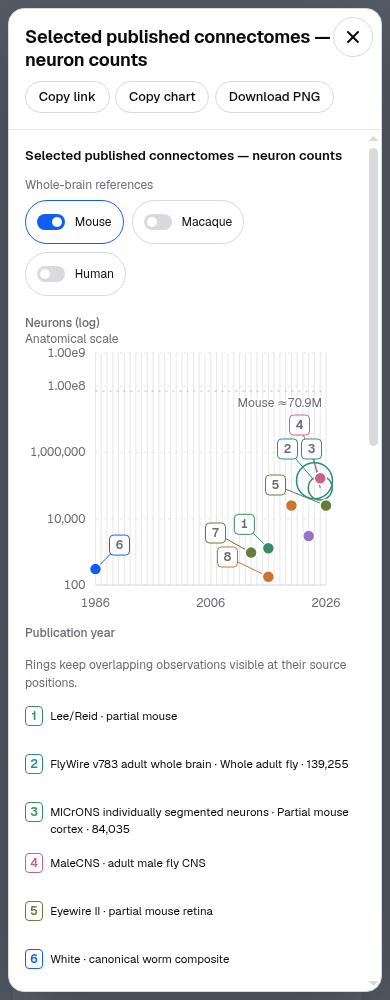 Selected published connectomes —
neuron counts
Copy link
Copy chart
Download PNG
Selected published connectomes — neuron counts
Whole-brain references
Mouse
Macaque
Human
Neurons (log)
Anatomical scale
1.00e9
1.00e8
Mouse ≈70.9M
4
1,000,000
2
3
5
10,000
7
1
6
8
100
1986
2006
2026
Publication year
Rings keep overlapping observations visible at their source
positions.
1 Lee/Reid · partial mouse
2 FlyWire v783 adult whole brain · Whole adult fly · 139,255
3 MICrONS individually segmented neurons · Partial mouse
cortex · 84,035
4 MaleCNS · adult male fly CNS
5 Eyewire II · partial mouse retina
6 White · canonical worm composite